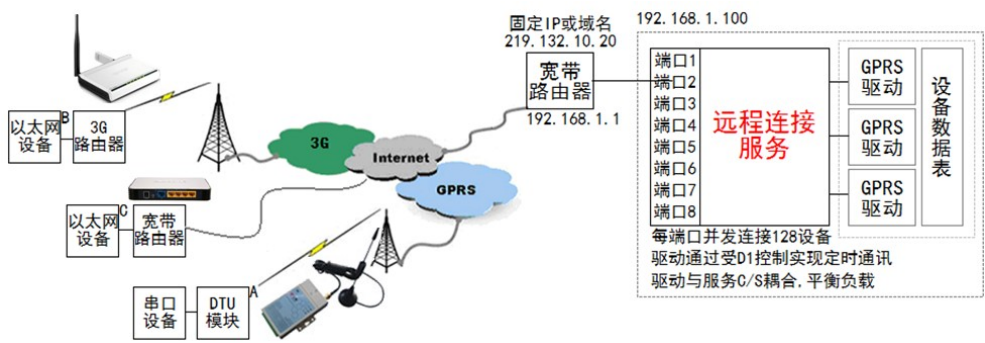 固定IP或域名
219.132.10.20
192.168.1.100
宽带
路由器
192.168.1.1
端口1
端口2
端口3
端口4
端口5
端口6
端口7
端口8
远程连接
服务
GPRS
驱动
GPRS
驱动
GPRS
驱动
设备数据表
每端口并发连接128设备
驱动通过受D1控制实现定时通讯
驱动与服务C/S耦合,平衡负载
以太网
设备
B
3G
路由器
3G
Internet
GPRS
以太网
设备
C
宽带
路由器
串口
设备
DTU
模块
A